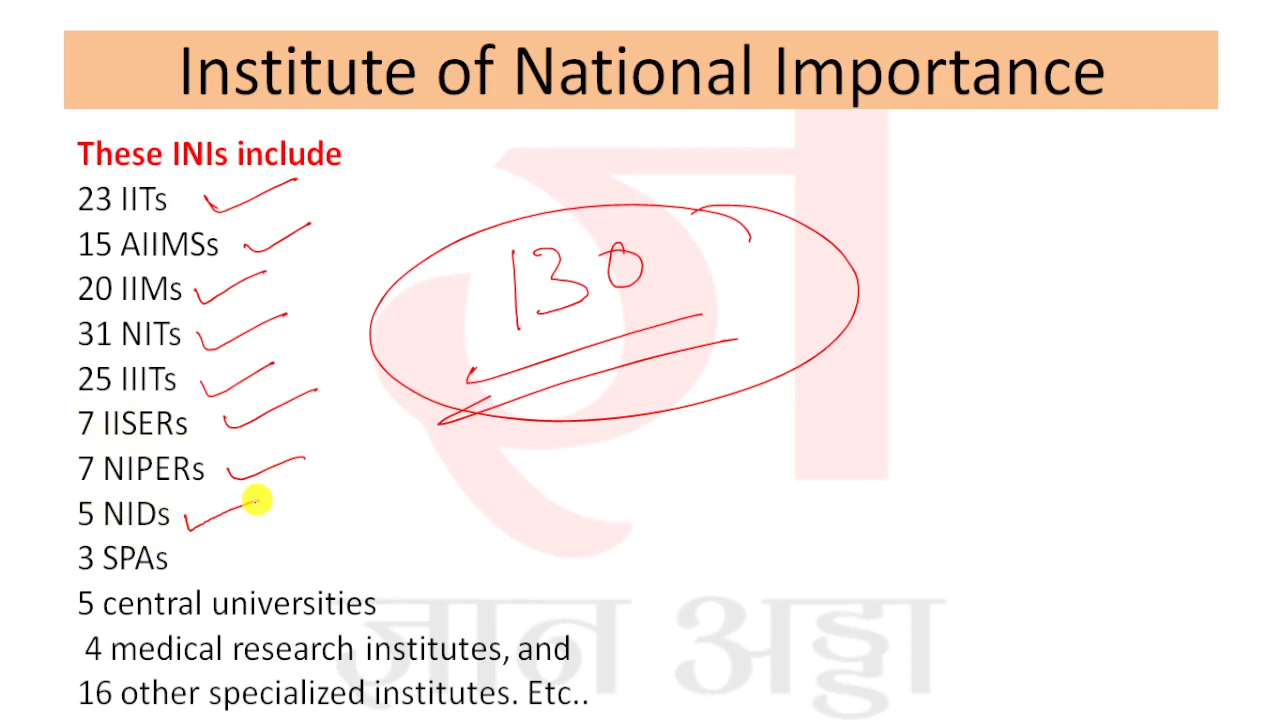 Institute of National Importance
These INIs include
23 IITs
15 AIIMSs
20 IIMs
31 NITs
25 IIITs
7 IISERs
7 NIPERs
5 NIDs
3 SPAs
5 central universities
4 medical research institutes, and
16 other specialized institutes. Etc..
130
ज्ञान अड्डा